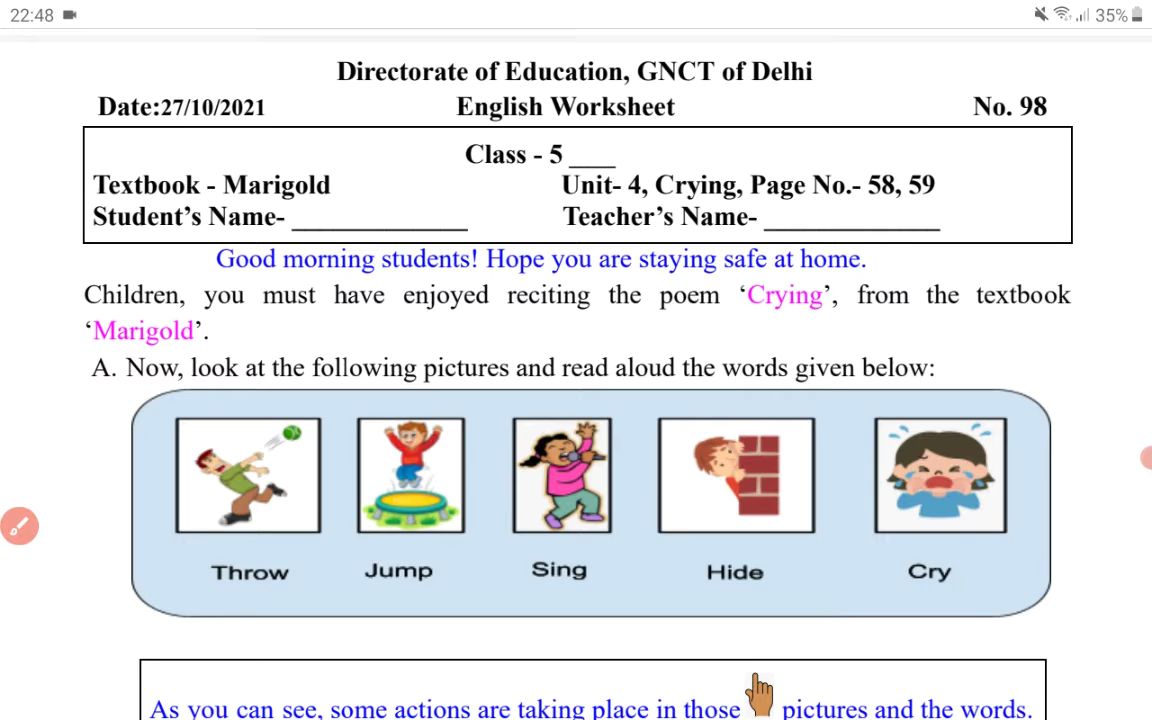 22:48 35%
Directorate of Education, GNCT of Delhi
Date:27/10/2021 English Worksheet No. 98
Class - 5 ____
Textbook - Marigold Unit- 4, Crying, Page No.- 58, 59
Student’s Name- _____________ Teacher’s Name- _____________
Good morning students! Hope you are staying safe at home.
Children, you must have enjoyed reciting the poem ‘Crying’, from the textbook
‘Marigold’.
A. Now, look at the following pictures and read aloud the words given below:
Throw Jump Sing Hide Cry
As you can see, some actions are taking place in those pictures and the words.